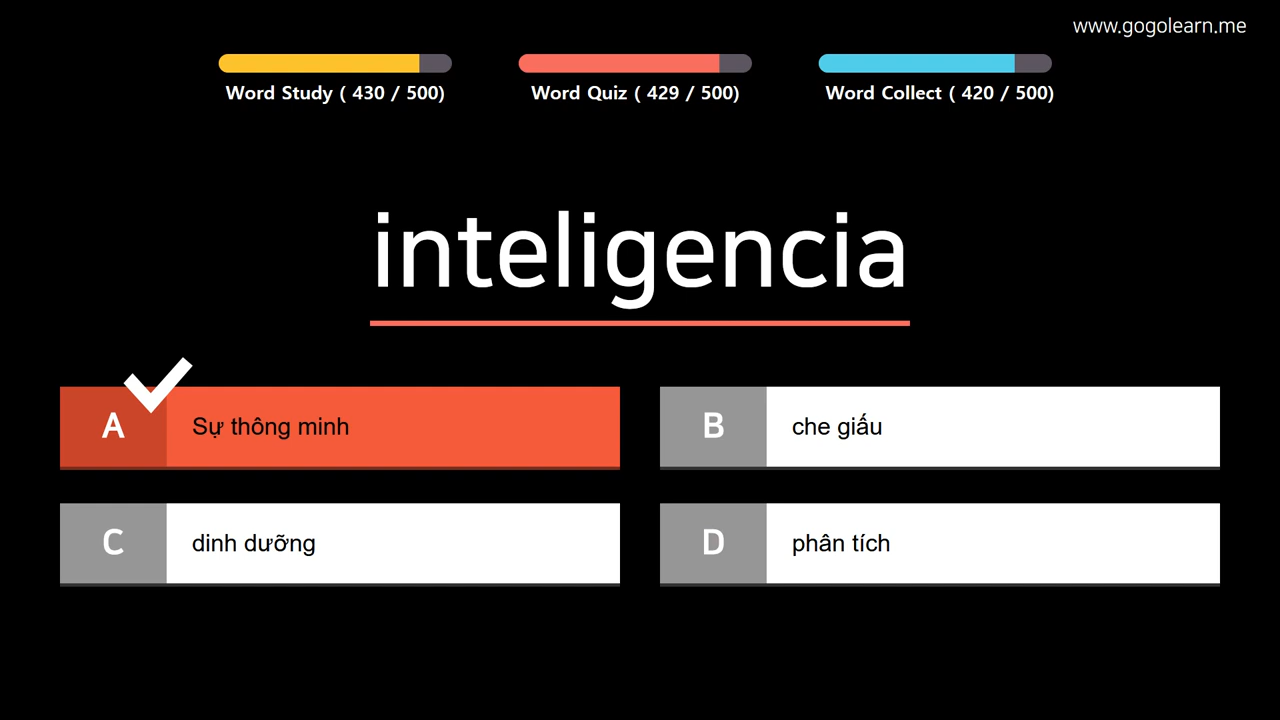 www.gogolearn.me
Word Study ( 430 / 500)
Word Quiz ( 429 / 500)
Word Collect ( 420 / 500)
inteligencia
A
Sự thông minh
B
che giấu
C
dinh dưỡng
D
phân tích